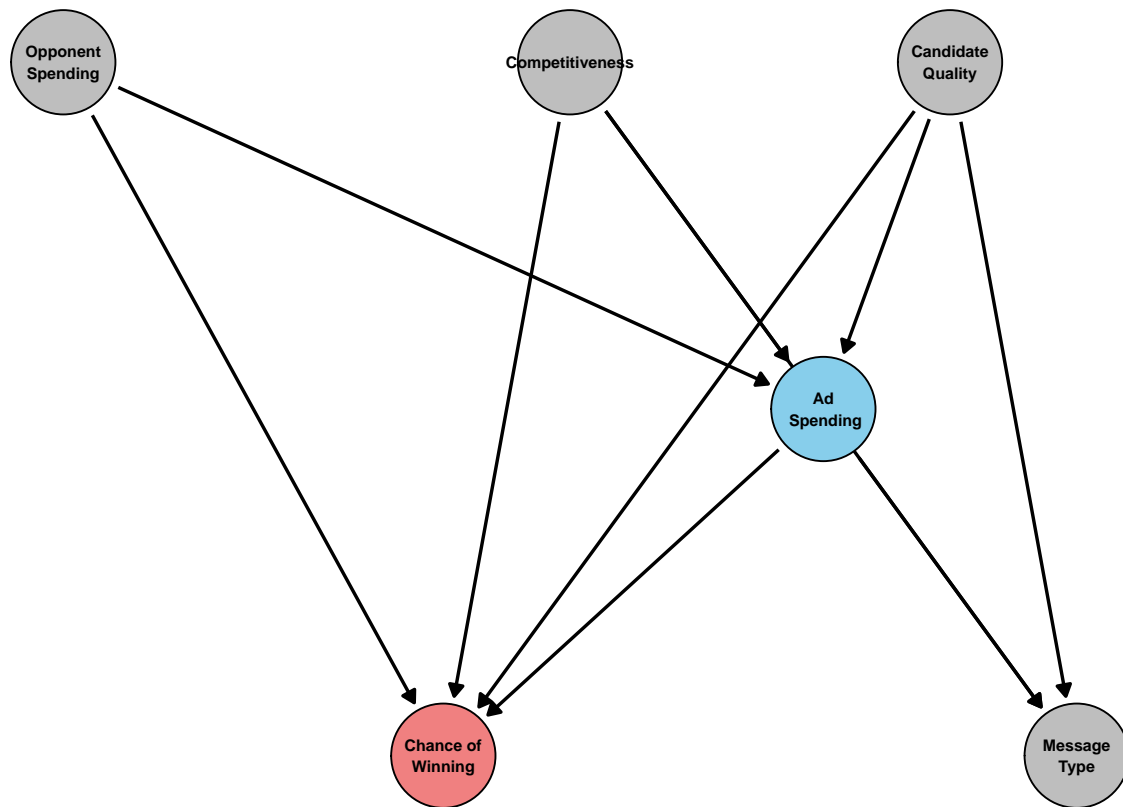 Opponent
Spending
Competitiveness
Candidate
Quality
Ad
Spending
Chance of
Winning
Message
Type